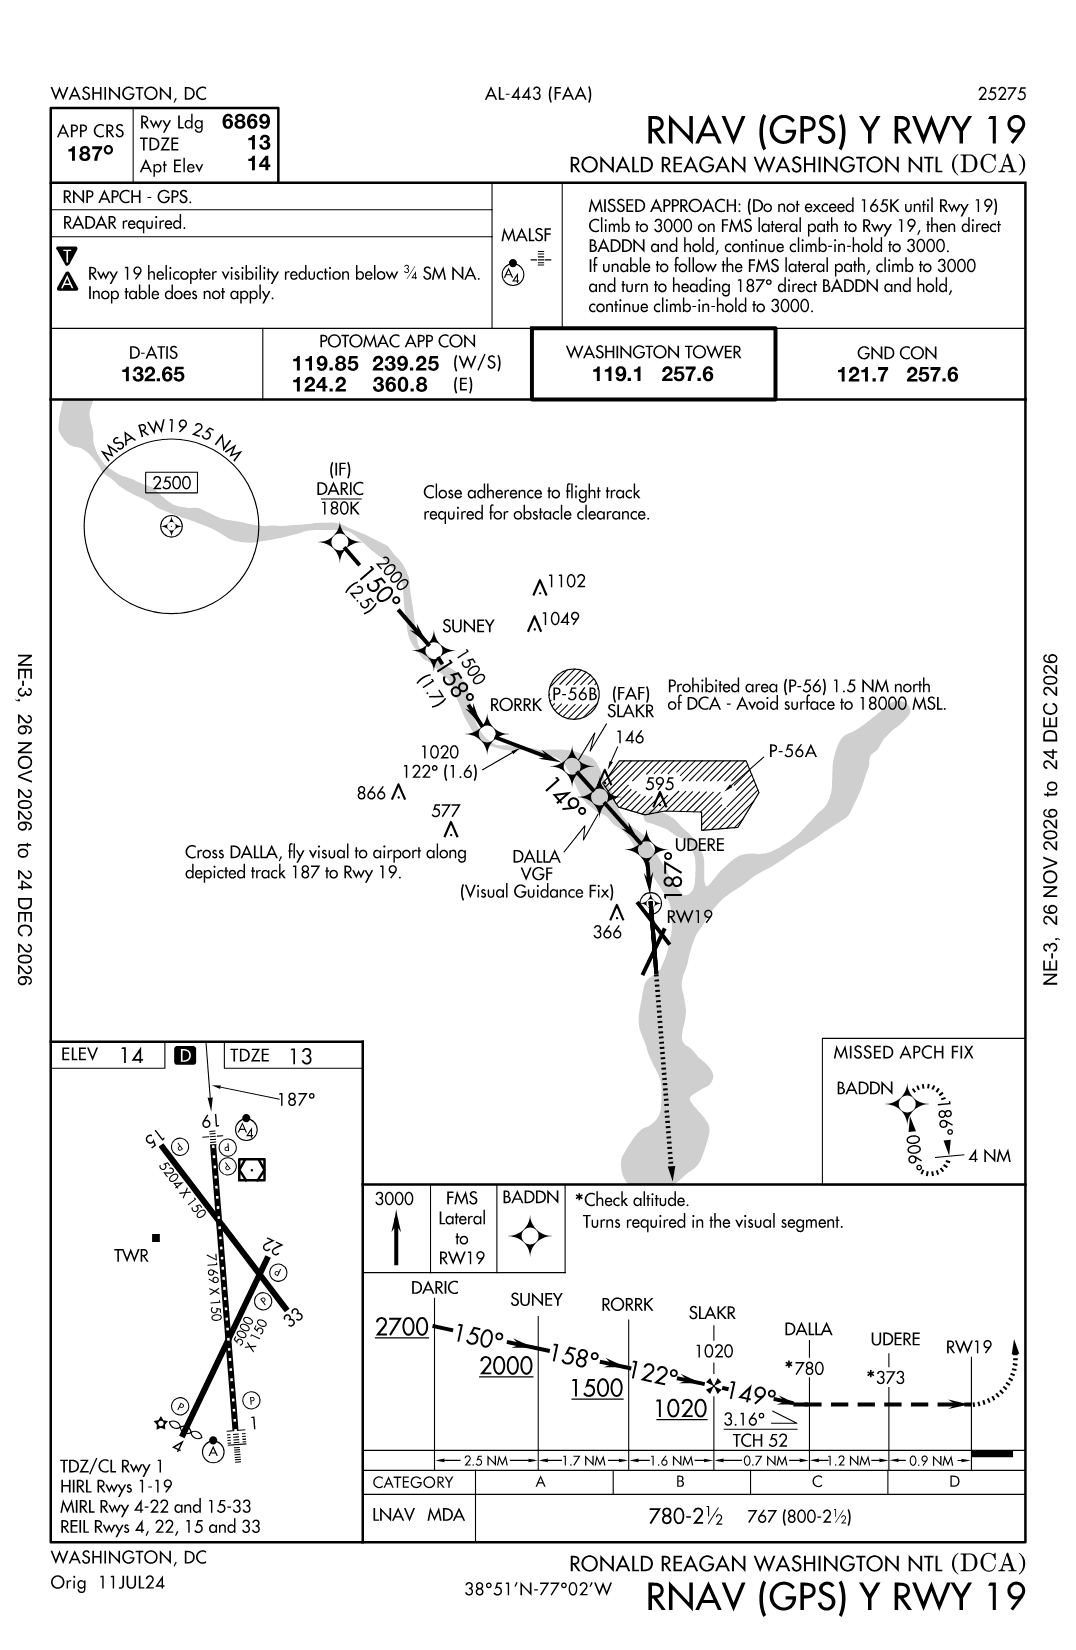 WASHINGTON, DC
AL-443 (FAA)
25275
RNAV (GPS) Y RWY 19
RONALD REAGAN WASHINGTON NTL (DCA)
APP CRS
187°
Rwy Ldg 6869
TDZE 13
Apt Elev 14
RNP APCH - GPS.
RADAR required.
T
A
Rwy 19 helicopter visibility reduction below ¾ SM NA.
Inop table does not apply.
MALSF
A4
MISSED APPROACH: (Do not exceed 165K until Rwy 19)
Climb to 3000 on FMS lateral path to Rwy 19, then direct
BADDN and hold, continue climb-in-hold to 3000.
If unable to follow the FMS lateral path, climb to 3000
and turn to heading 187° direct BADDN and hold,
continue climb-in-hold to 3000.
D-ATIS
132.65
POTOMAC APP CON
119.85 239.25 (W/S)
124.2 360.8 (E)
WASHINGTON TOWER
119.1 257.6
GND CON
121.7 257.6
MSA RW19 25 NM
2500
(IF)
DARIC
180K
Close adherence to flight track
required for obstacle clearance.
2000
150°
(2.5)
1102
1049
SUNEY
1500
158°
(1.7)
RORRK
P-56B
(FAF)
SLAKR
146
Prohibited area (P-56) 1.5 NM north
of DCA - Avoid surface to 18000 MSL.
P-56A
1020
122° (1.6)
866
577
149°
595
UDERE
Cross DALLA, fly visual to airport along
depicted track 187 to Rwy 19.
DALLA
VGF
(Visual Guidance Fix)
187°
RW19
366
NE-3, 26 NOV 2026 to 24 DEC 2026
NE-3, 26 NOV 2026 to 24 DEC 2026
ELEV 14
D
TDZE 13
187°
19
A4
15
P
P
P
5204 X 150
TWR
7169 X 150
22
P
P
33
5000
X 150
P
P
4
1
A
TDZ/CL Rwy 1
HIRL Rwys 1-19
MIRL Rwy 4-22 and 15-33
REIL Rwys 4, 22, 15 and 33
MISSED APCH FIX
BADDN
186°
006°
4 NM
3000
FMS
Lateral
to
RW19
BADDN
*Check altitude.
Turns required in the visual segment.
DARIC
SUNEY
RORRK
SLAKR
1020
DALLA
*780
UDERE
*373
RW19
2700
150°
2000
158°
1500
122°
1020
149°
3.16°
TCH 52
2.5 NM
1.7 NM
1.6 NM
0.7 NM
1.2 NM
0.9 NM
CATEGORY A B C D
LNAV MDA 780-2½ 767 (800-2½)
WASHINGTON, DC
Orig 11JUL24
38°51'N-77°02'W
RONALD REAGAN WASHINGTON NTL (DCA)
RNAV (GPS) Y RWY 19